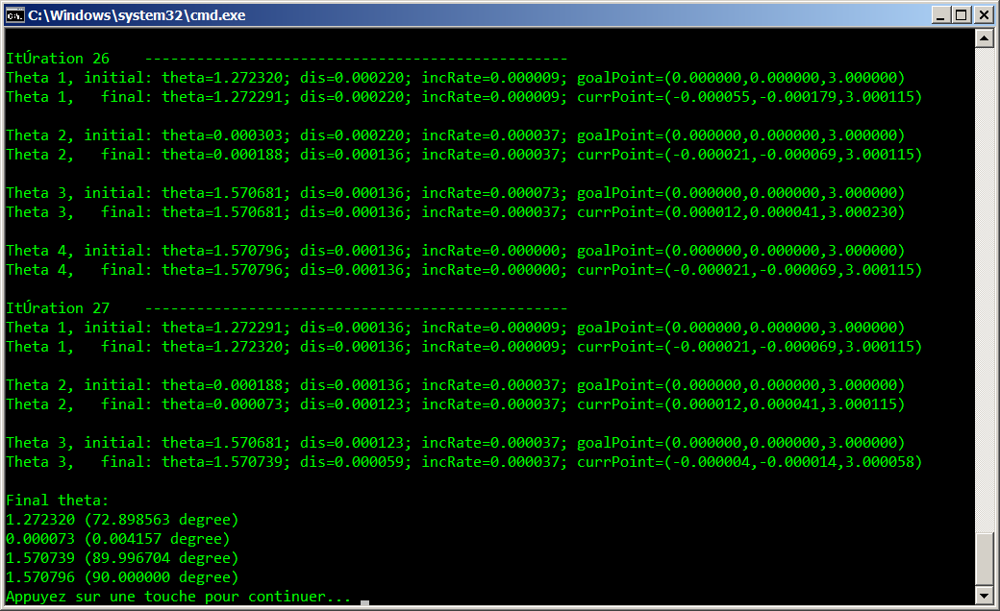 C:\Windows\system32\cmd.exe
ItÚration 26    -------------------------------------------------
Theta 1, initial: theta=1.272320; dis=0.000220; incRate=0.000009; goalPoint=(0.000000,0.000000,3.000000)
Theta 1,   final: theta=1.272291; dis=0.000220; incRate=0.000009; currPoint=(-0.000055,-0.000179,3.000115)
Theta 2, initial: theta=0.000303; dis=0.000220; incRate=0.000037; goalPoint=(0.000000,0.000000,3.000000)
Theta 2,   final: theta=0.000188; dis=0.000136; incRate=0.000037; currPoint=(-0.000021,-0.000069,3.000115)
Theta 3, initial: theta=1.570681; dis=0.000136; incRate=0.000073; goalPoint=(0.000000,0.000000,3.000000)
Theta 3,   final: theta=1.570681; dis=0.000136; incRate=0.000037; currPoint=(0.000012,0.000041,3.000230)
Theta 4, initial: theta=1.570796; dis=0.000136; incRate=0.000000; goalPoint=(0.000000,0.000000,3.000000)
Theta 4,   final: theta=1.570796; dis=0.000136; incRate=0.000000; currPoint=(-0.000021,-0.000069,3.000115)
ItÚration 27    -------------------------------------------------
Theta 1, initial: theta=1.272291; dis=0.000136; incRate=0.000009; goalPoint=(0.000000,0.000000,3.000000)
Theta 1,   final: theta=1.272320; dis=0.000136; incRate=0.000009; currPoint=(-0.000021,-0.000069,3.000115)
Theta 2, initial: theta=0.000188; dis=0.000136; incRate=0.000037; goalPoint=(0.000000,0.000000,3.000000)
Theta 2,   final: theta=0.000073; dis=0.000123; incRate=0.000037; currPoint=(0.000012,0.000041,3.000115)
Theta 3, initial: theta=1.570681; dis=0.000123; incRate=0.000037; goalPoint=(0.000000,0.000000,3.000000)
Theta 3,   final: theta=1.570739; dis=0.000059; incRate=0.000037; currPoint=(-0.000004,-0.000014,3.000058)
Final theta:
1.272320 (72.898563 degree)
0.000073 (0.004157 degree)
1.570739 (89.996704 degree)
1.570796 (90.000000 degree)
Appuyez sur une touche pour continuer...